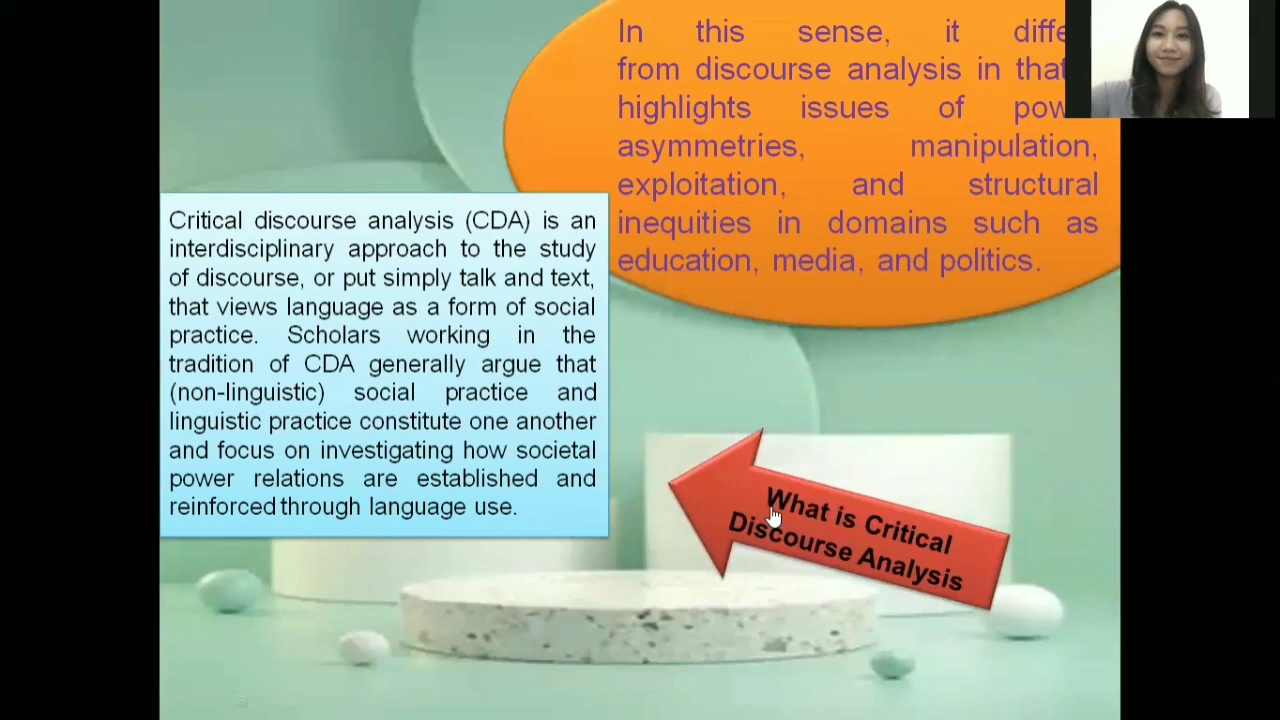 Critical discourse analysis (CDA) is an
interdisciplinary approach to the study
of discourse, or put simply talk and text,
that views language as a form of social
practice. Scholars working in the
tradition of CDA generally argue that
(non-linguistic) social practice and
linguistic practice constitute one another
and focus on investigating how societal
power relations are established and
reinforced through language use.
In this sense, it
from discourse analysis in that
highlights issues of
asymmetries, manipulation,
exploitation, and structural
inequities in domains such as
education, media, and politics.
What is Critical
Discourse Analysis